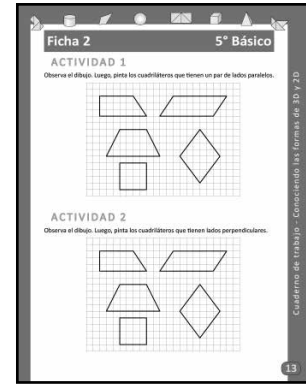 Ficha 2 5° Básico
ACTIVIDAD 1
Observa el dibujo. Luego, pinta los cuadriláteros que tienen un par de lados paralelos.
ACTIVIDAD 2
Observa el dibujo. Luego, pinta los cuadriláteros que tienen lados perpendiculares.
Cuaderno de trabajo - Conociendo las formas de 3D y 2D
13